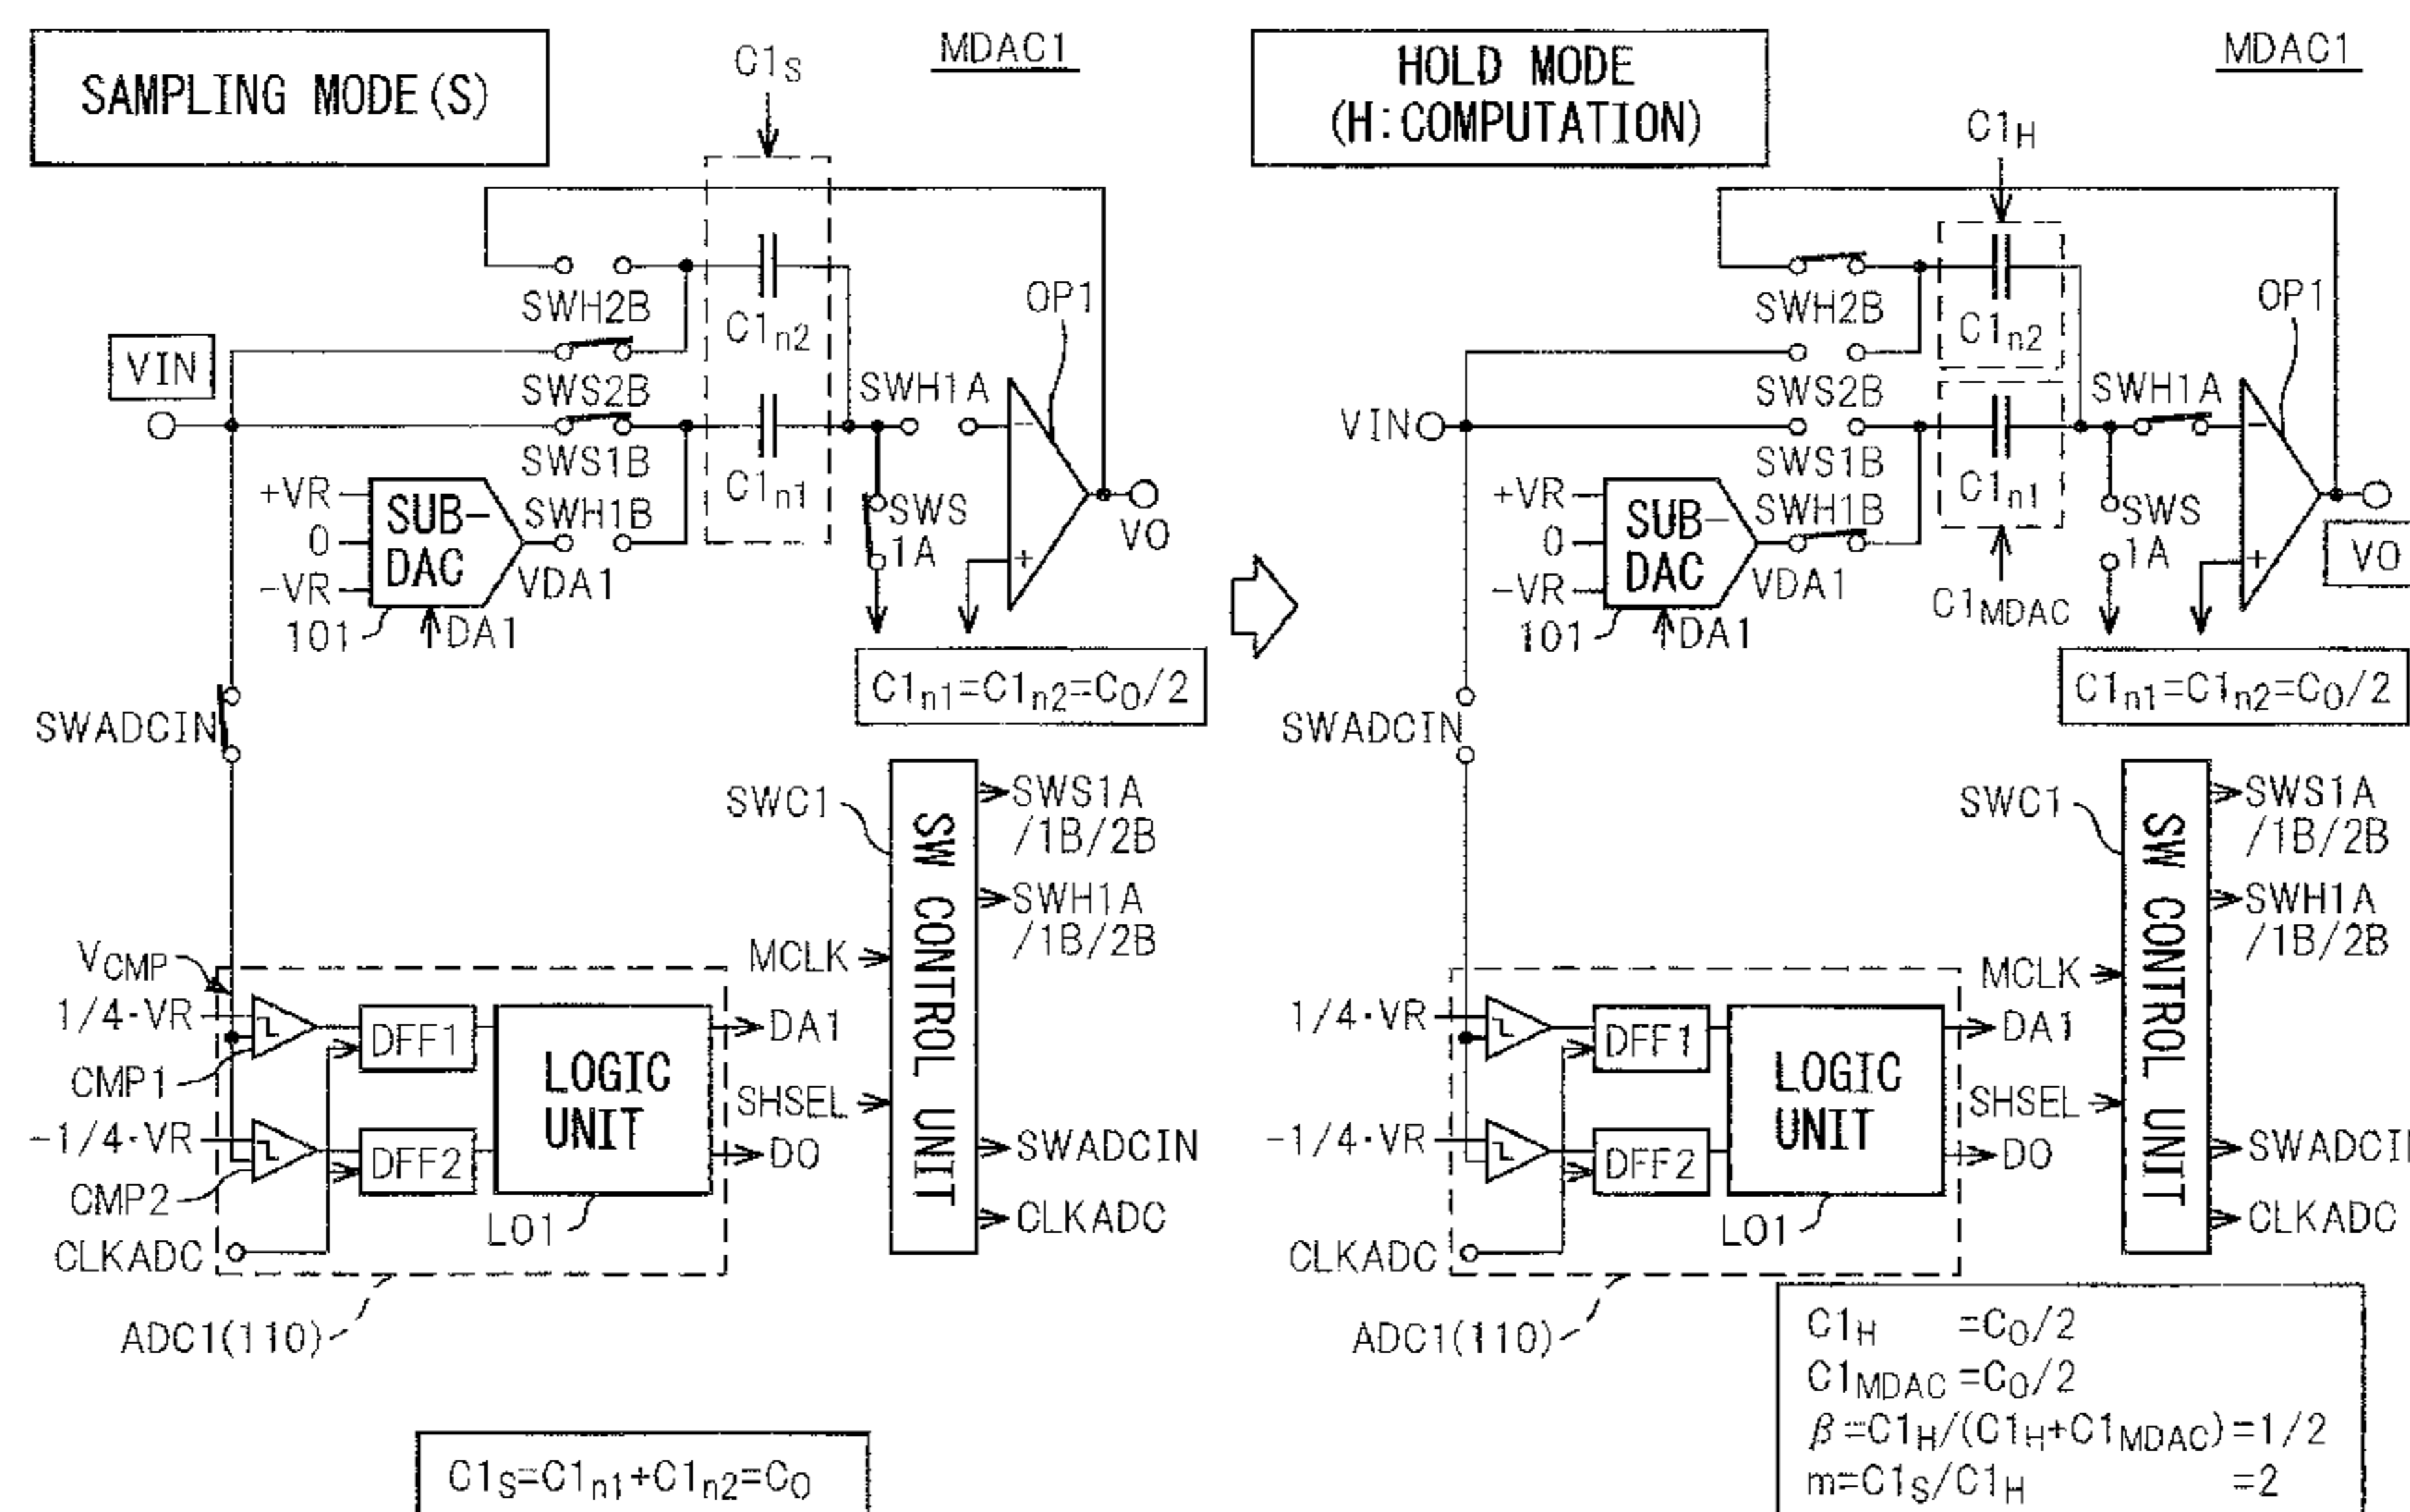 SAMPLING MODE(S)
C1S
MDAC1
SWH2B
C1n2
OP1
VIN
SWS2B
SWH1A
SWS1B
C1n1
+VR
0
-VR
SUB-
DAC
SWH1B
VDA1
SWS
1A
VO
101
DA1
C1n1=C1n2=C0/2
SWADCIN
SWC1
SW CONTROL UNIT
SWS1A
/1B/2B
SWH1A
/1B/2B
MCLK
SHSEL
SWADCIN
CLKADC
VCMP
1/4·VR
CMP1
-1/4·VR
CMP2
CLKADC
DFF1
DFF2
LOGIC
UNIT
LO1
DA1
DO
ADC1(110)
C1S=C1n1+C1n2=C0
HOLD MODE
(H:COMPUTATION)
MDAC1
C1H
SWH2B
C1n2
OP1
SWS2B
SWH1A
VIN
SWS1B
C1n1
+VR
0
-VR
SUB-
DAC
SWH1B
VDA1
SWS
1A
C1MDAC
VO
101
DA1
C1n1=C1n2=C0/2
SWADCIN
SWC1
SW CONTROL UNIT
SWS1A
/1B/2B
SWH1A
/1B/2B
MCLK
SHSEL
SWADCIN
CLKADC
1/4·VR
-1/4·VR
CLKADC
DFF1
DFF2
LOGIC
UNIT
LO1
DA1
DO
ADC1(110)
C1H =C0/2
C1MDAC =C0/2
β=C1H/(C1H+C1MDAC)=1/2
m=C1S/C1H =2